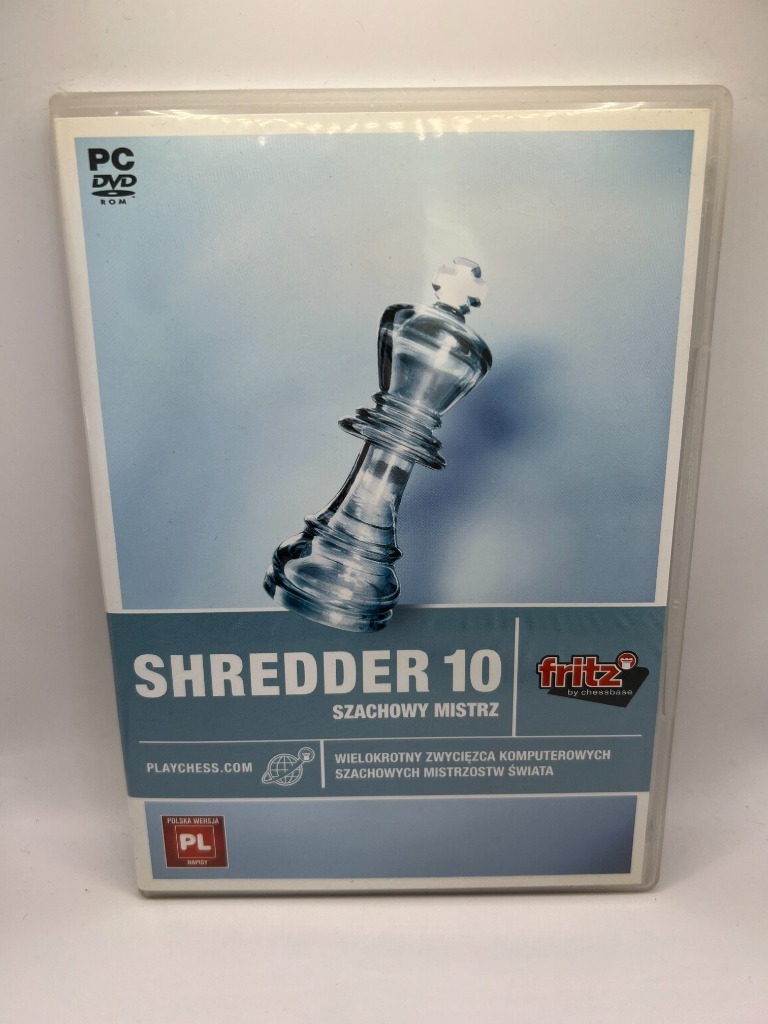 PC
DVD
ROM
SHREDDER 10
SZACHOWY MISTRZ
fritz
by chessbase
PLAYCHESS.COM
WIELOKROTNY ZWYCIĘZCA KOMPUTEROWYCH
SZACHOWYCH MISTRZOSTW ŚWIATA
POLSKA WERSJA
PL
NAPISY